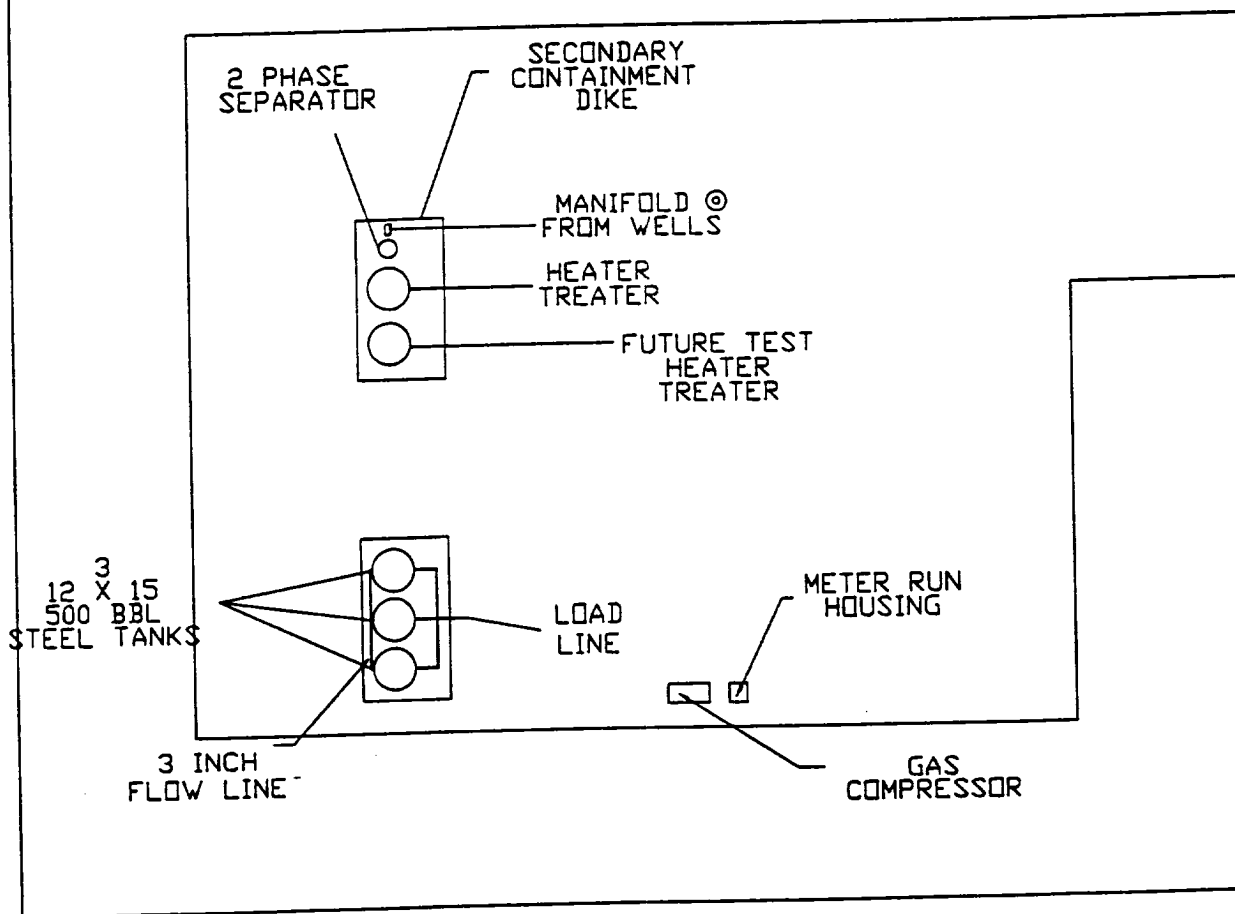 SECONDARY
CONTAINMENT
DIKE
2 PHASE
SEPARATOR
MANIFOLD ⌾
FROM WELLS
HEATER
TREATER
FUTURE TEST
HEATER
TREATER
3
12 X 15
500 BBL
STEEL TANKS
LOAD
LINE
METER RUN
HOUSING
3 INCH
FLOW LINE
GAS
COMPRESSOR